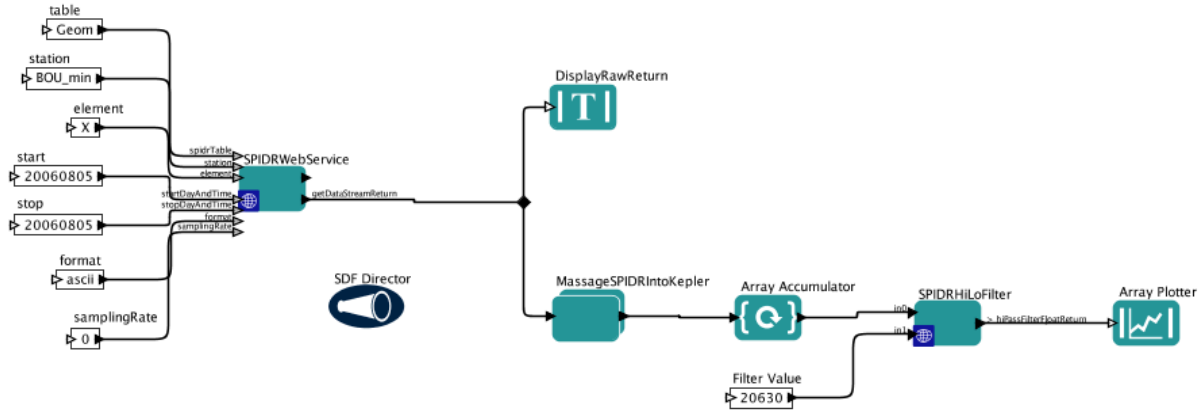 table
Geom
station
BOU_min
element
X
start
20060805
stop
20060805
format
ascii
samplingRate
0
spidrTable
station
element
startDayAndTime
stopDayAndTime
format
samplingRate
SPIDRWebService
getDataStreamReturn
SDF Director
DisplayRawReturn
T
MassageSPIDRIntoKepler
Array Accumulator
in0
in1
SPIDRHiLoFilter
> hiPassFilterFloatReturn
Array Plotter
Filter Value
20630